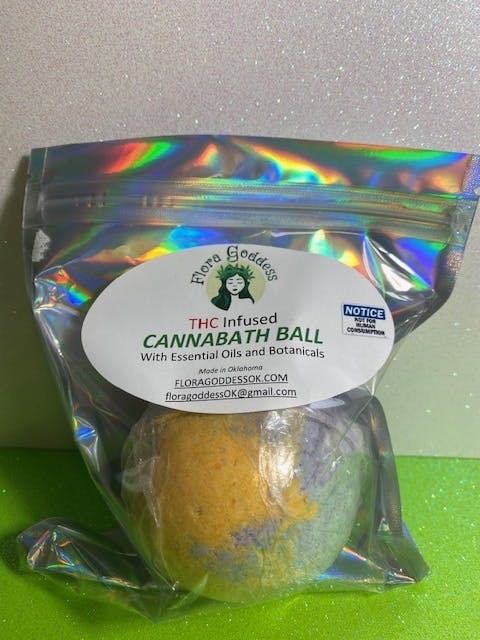 Flora Goddess
THC Infused
CANNABATH BALL
With Essential Oils and Botanicals
Made in Oklahoma
FLORAGODDESSOK.COM
floragoddessOK@gmail.com
NOTICE
NOT FOR
HUMAN
CONSUMPTION